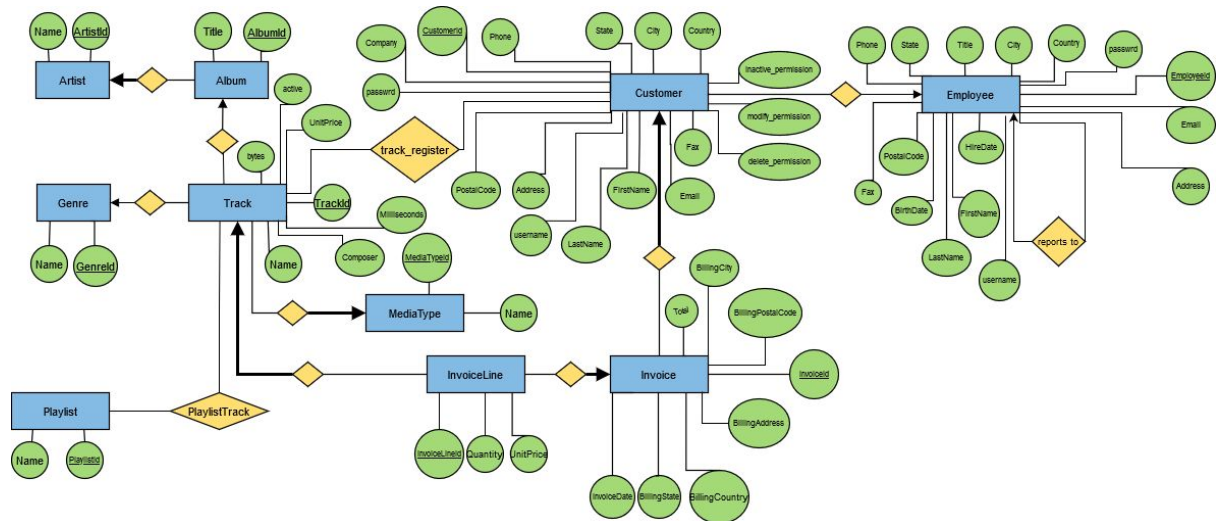 State
City
Country
Phone
State
Title
City
Country
passwrd
Name
ArtistId
Title
AlbumId
Company
CustomerId
Phone
Inactive_permission
EmployeeId
Artist
Album
active
passwrd
Customer
Employee
UnitPrice
modify_permission
Email
bytes
track_register
Fax
delete_permission
PostalCode
HireDate
Genre
Track
TrackId
PostalCode
Address
FirstName
Email
Fax
BirthDate
FirstName
Address
Milliseconds
username
LastName
LastName
reports to
Name
GenreId
Name
Composer
MediaTypeId
BillingCity
username
MediaType
Name
Total
BillingPostalCode
InvoiceLine
Invoice
InvoiceId
Playlist
PlaylistTrack
BillingAddress
Name
PlaylistId
InvoiceLineId
Quantity
UnitPrice
InvoiceDate
BillingState
BillingCountry